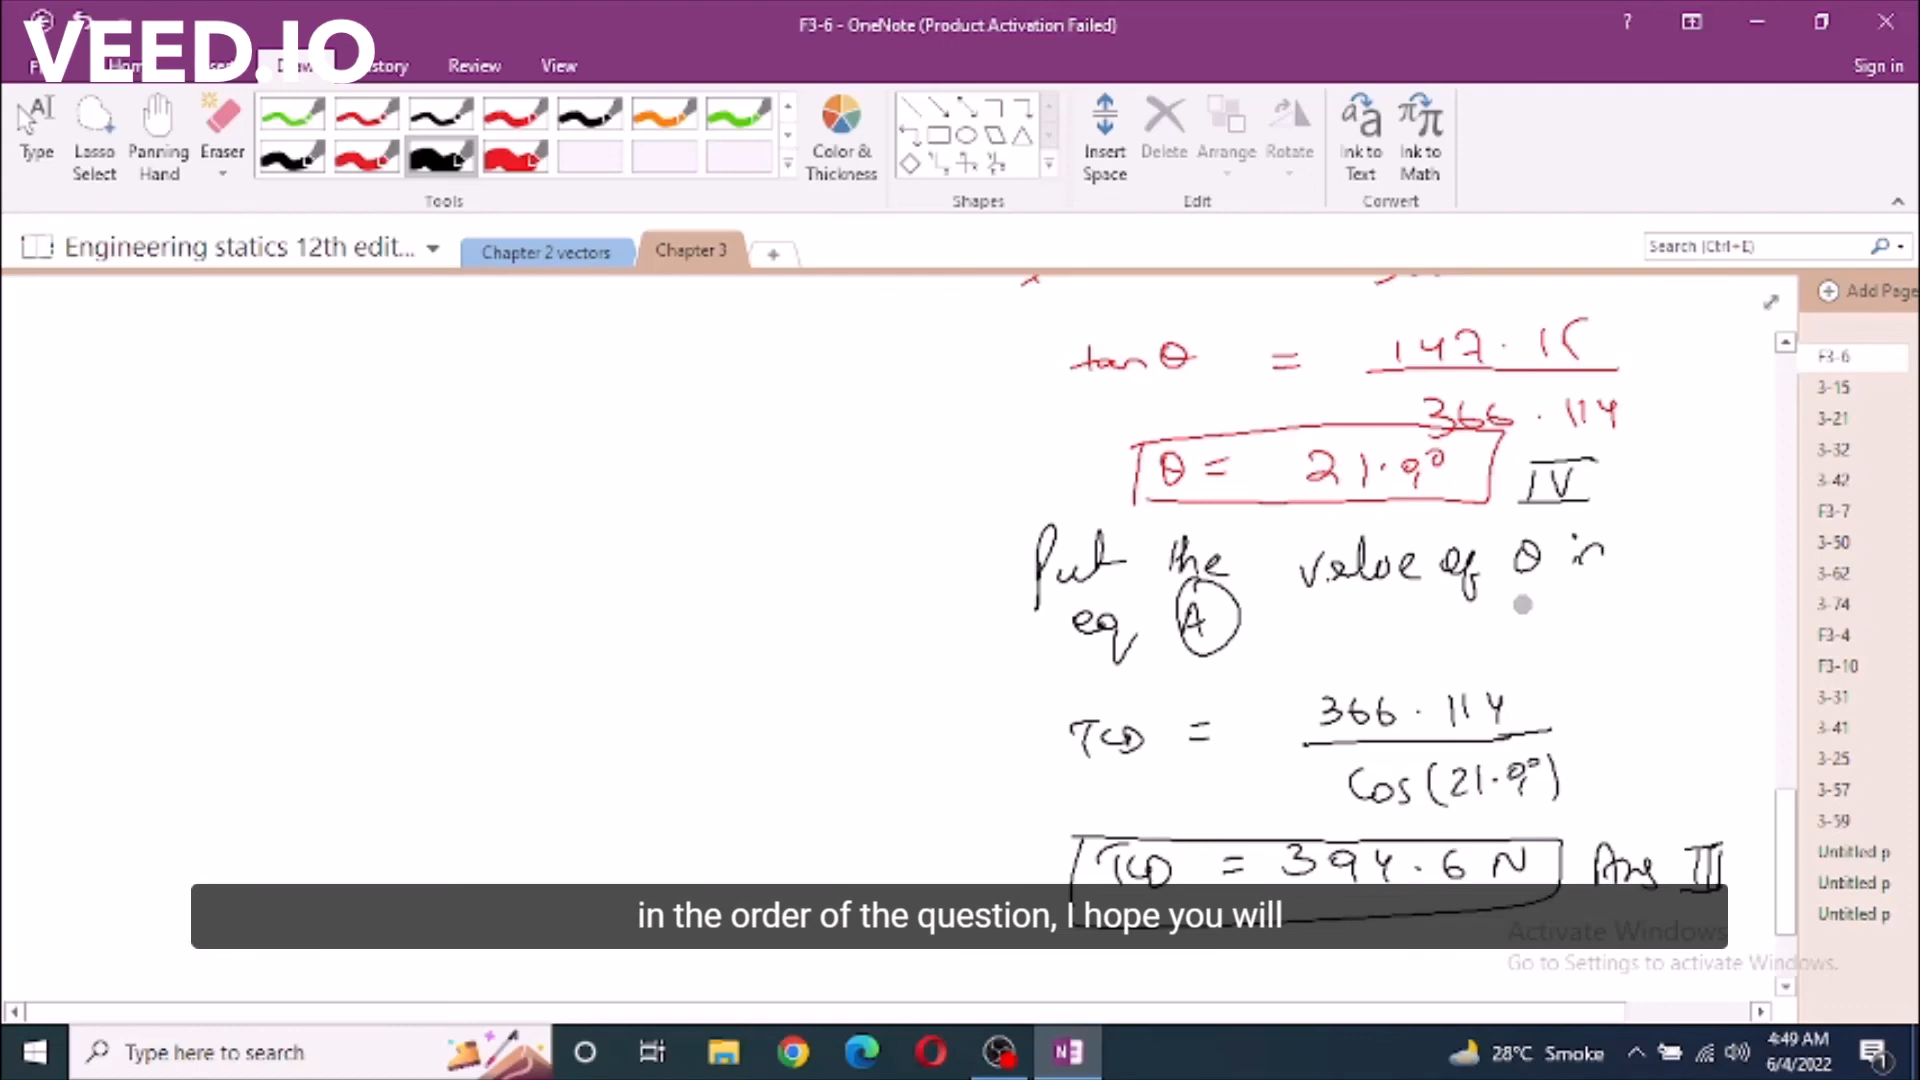 VEED.IO
F3-6 - OneNote (Product Activation Failed)
Review View
Sign in
Type
Lasso Select
Panning Hand
Eraser
Color & Thickness
Insert Space
Delete
Arrange
Rotate
Ink to Text
Ink to Math
Tools
Shapes
Edit
Convert
Engineering statics 12th edit...
Chapter 2 vectors
Chapter 3
Search (Ctrl+E)
Add Page
tan θ = 147.15
366.114
θ = 21.9° IV
Put the value of θ in
eq A
TCD = 366.114
Cos(21.9°)
TCD = 394.6 N Ans III
in the order of the question, I hope you will
Activate Windows
Go to Settings to activate Windows.
F3-6
3-15
3-21
3-32
3-42
F3-7
3-50
3-62
3-74
F3-4
F3-10
3-31
3-41
3-25
3-57
3-59
Untitled p
Untitled p
Untitled p
Type here to search
28°C Smoke
4:49 AM
6/4/2022